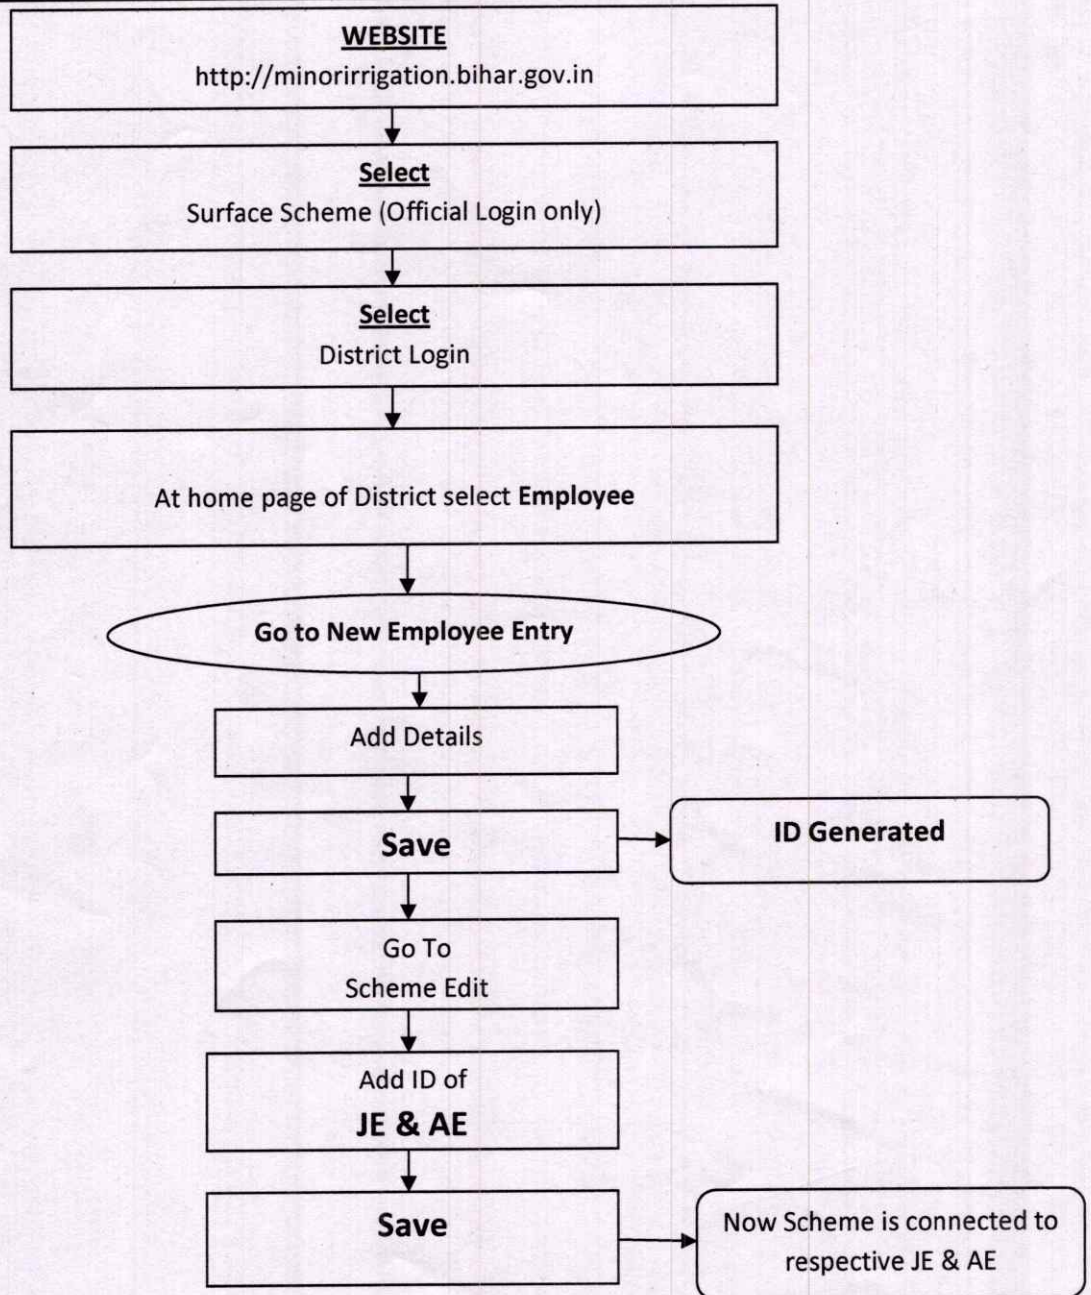 WEBSITE
http://minorirrigation.bihar.gov.in
Select
Surface Scheme (Official Login only)
Select
District Login
At home page of District select Employee
Go to New Employee Entry
Add Details
Save
ID Generated
Go To
Scheme Edit
Add ID of
JE & AE
Save
Now Scheme is connected to
respective JE & AE